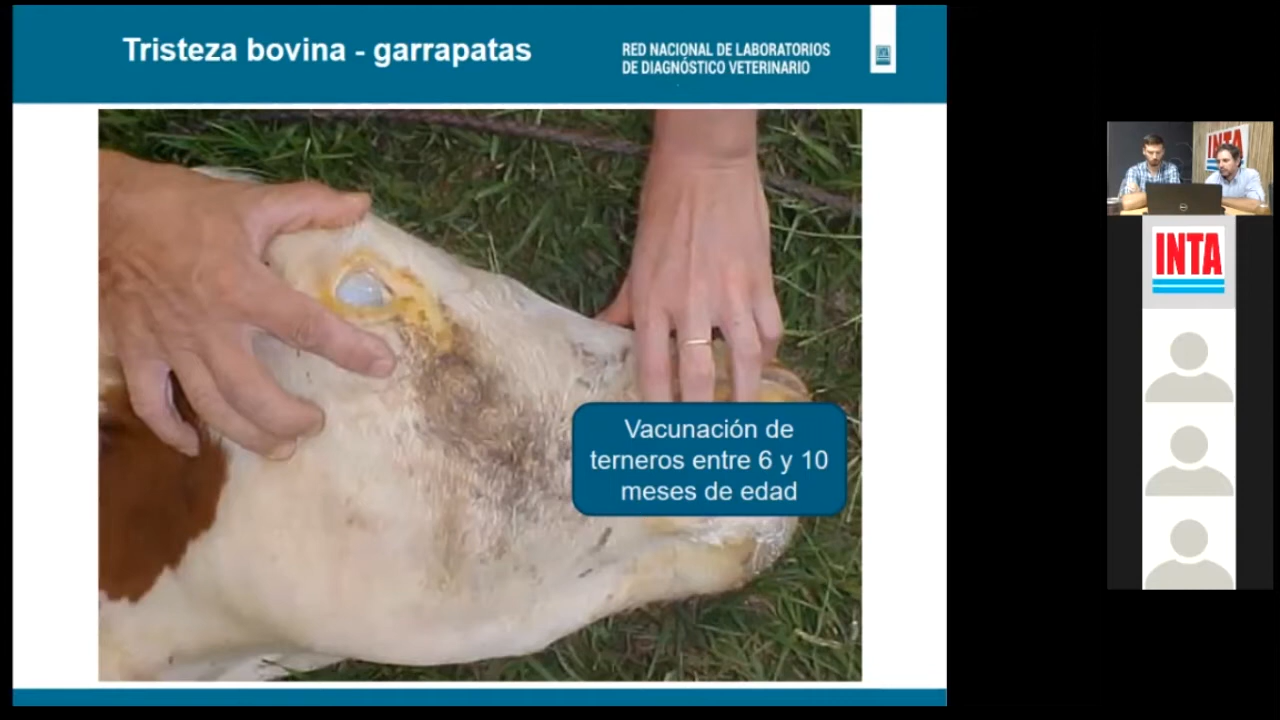 Tristeza bovina - garrapatas
RED NACIONAL DE LABORATORIOS
DE DIAGNÓSTICO VETERINARIO
INTA
Vacunación de
terneros entre 6 y 10
meses de edad
INTA
INTA